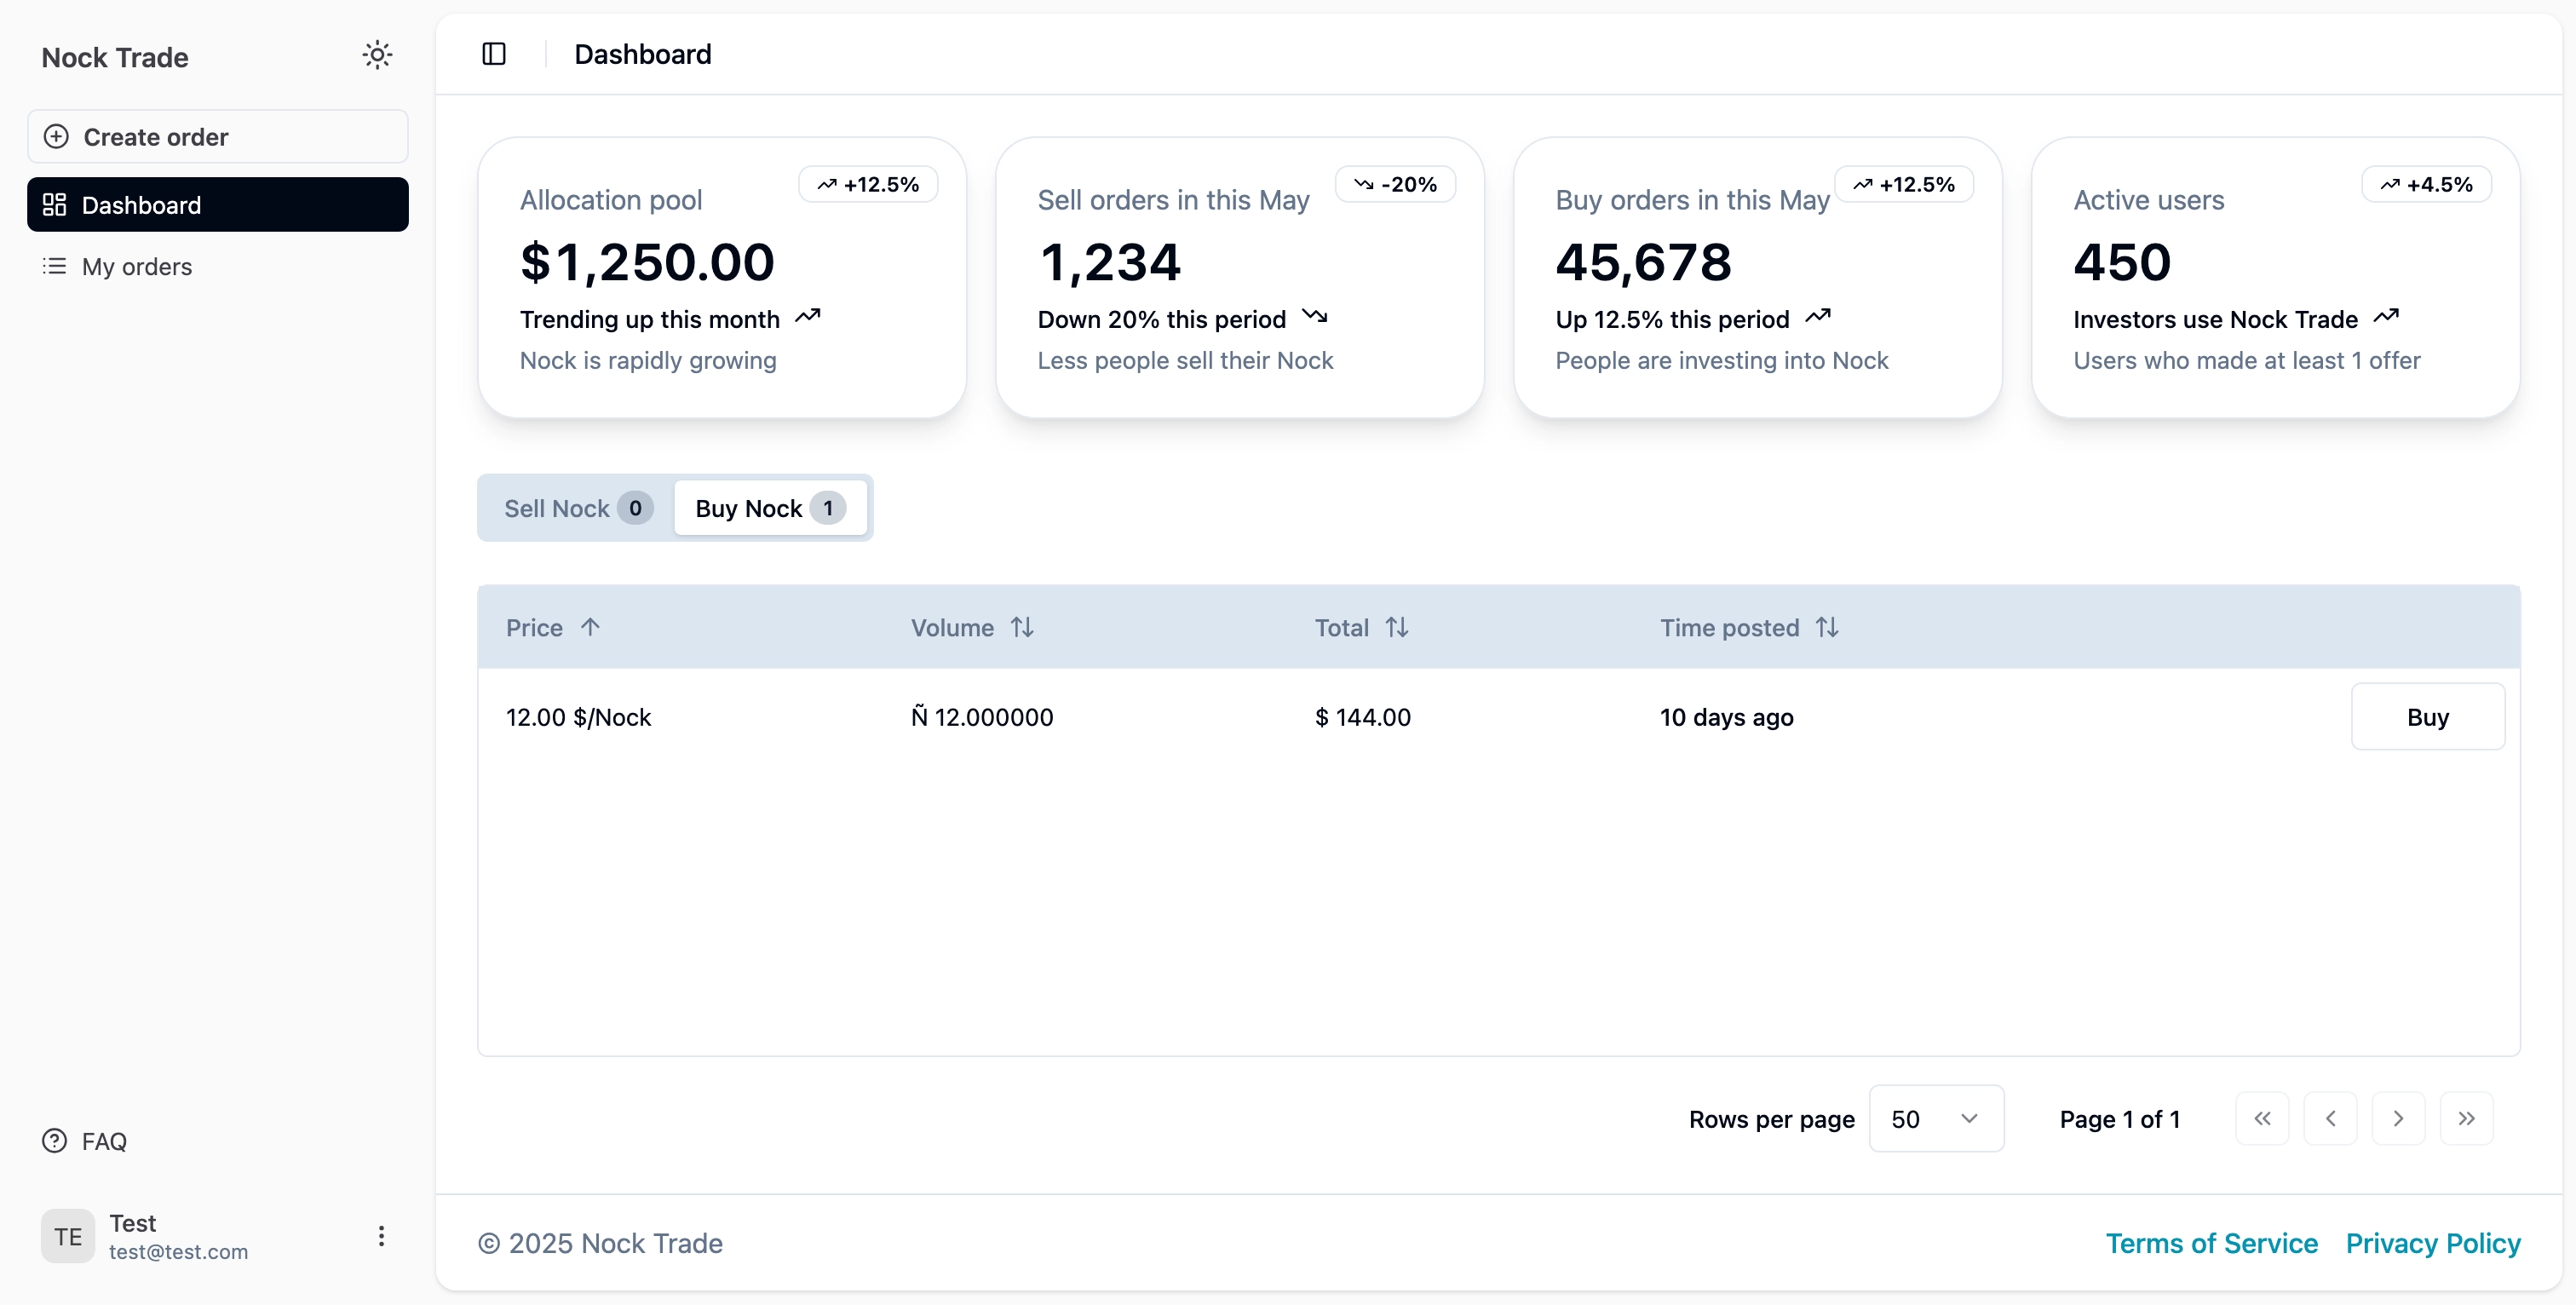 Nock Trade
Create order
Dashboard
My orders
FAQ
TE
Test
test@test.com
Dashboard
Allocation pool
+12.5%
$1,250.00
Trending up this month
Nock is rapidly growing
Sell orders in this May
-20%
1,234
Down 20% this period
Less people sell their Nock
Buy orders in this May
+12.5%
45,678
Up 12.5% this period
People are investing into Nock
Active users
+4.5%
450
Investors use Nock Trade
Users who made at least 1 offer
Sell Nock 0
Buy Nock 1
Price Volume Total Time posted
12.00 $/Nock Ñ 12.000000 $ 144.00 10 days ago Buy
Rows per page 50 Page 1 of 1
© 2025 Nock Trade
Terms of Service Privacy Policy